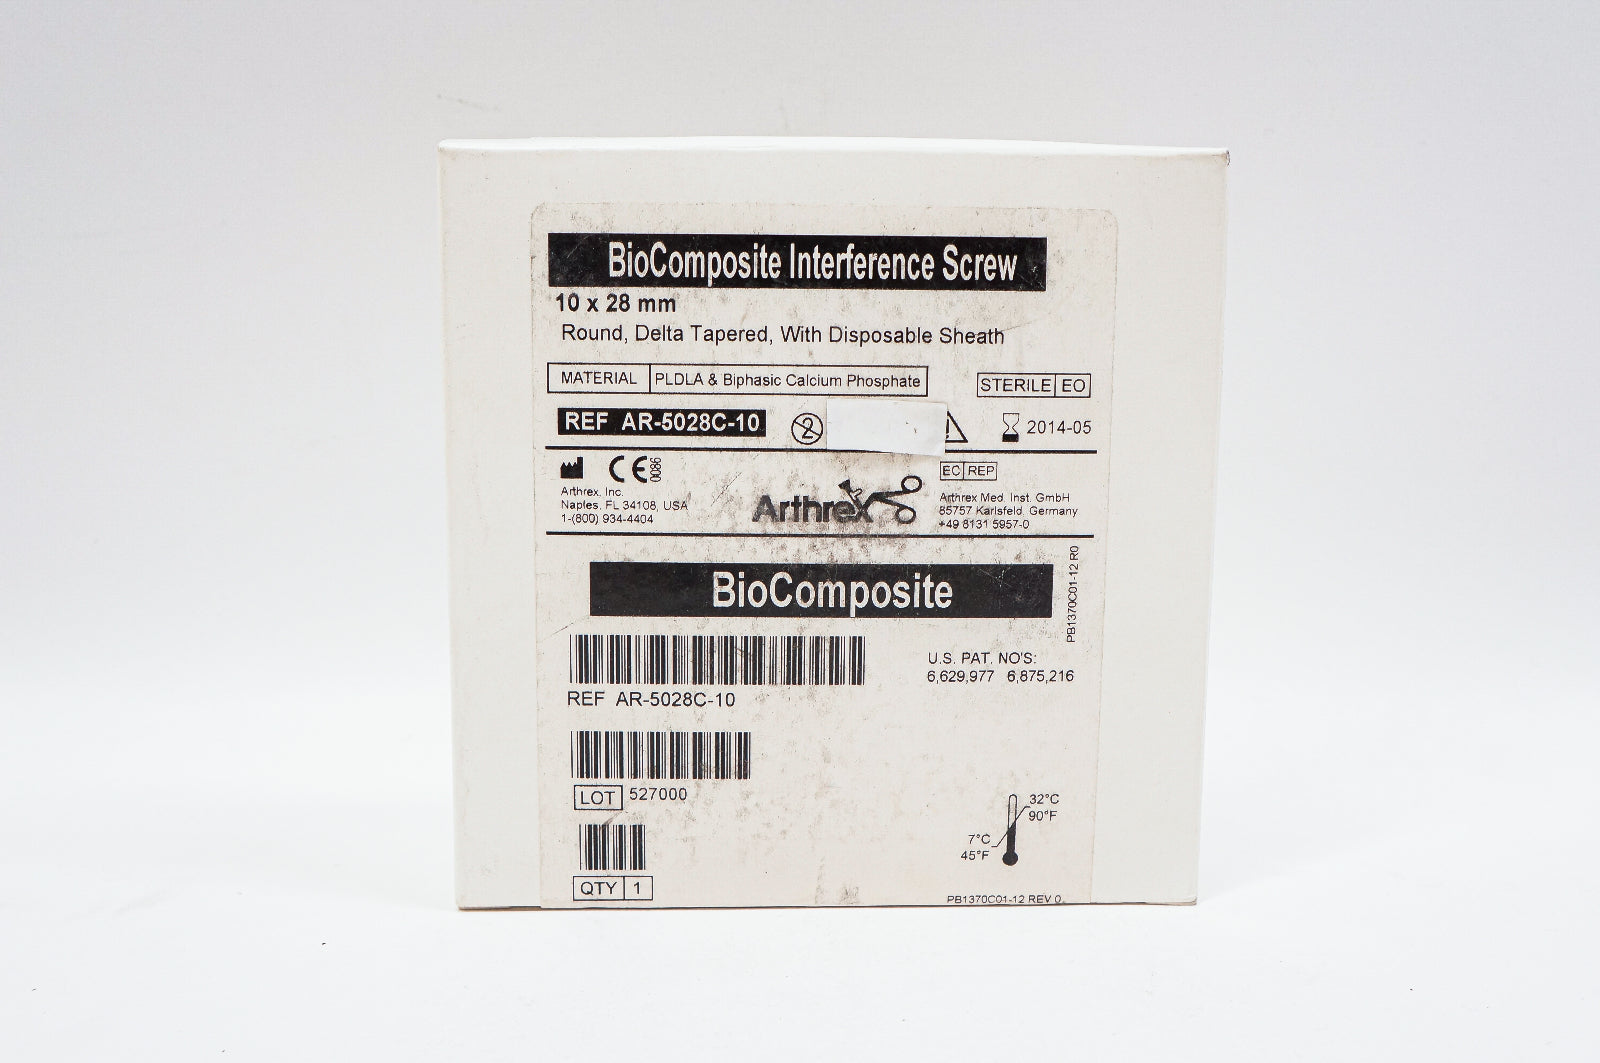 BioComposite Interference Screw
10 x 28 mm
Round, Delta Tapered, With Disposable Sheath
MATERIAL PLDLA & Biphasic Calcium Phosphate
STERILE EO
REF AR-5028C-10
2
2014-05
CE 0086
EC REP
Arthrex, Inc.
Naples, FL 34108, USA
1-(800) 934-4404
Arthrex
Arthrex Med. Inst. GmbH
85757 Karlsfeld, Germany
+49 8131 5957-0
PB1370C01-12 R0
BioComposite
U.S. PAT. NO'S:
6,629,977 6,875,216
REF AR-5028C-10
LOT 527000
32°C
90°F
7°C
45°F
QTY 1
PB1370C01-12 REV 0